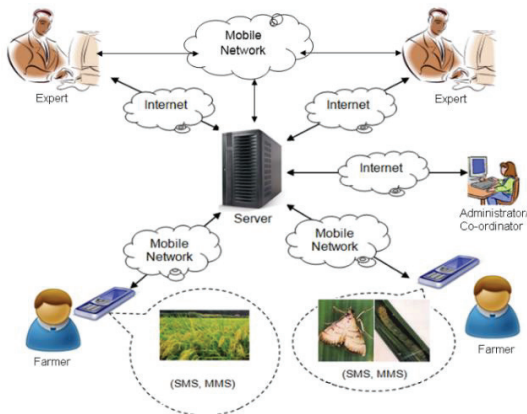 Mobile
Network
Expert
Expert
Internet
Internet
Internet
Server
Administrator/
Co-ordinator
Mobile
Network
Mobile
Network
Farmer
(SMS, MMS)
(SMS, MMS)
Farmer